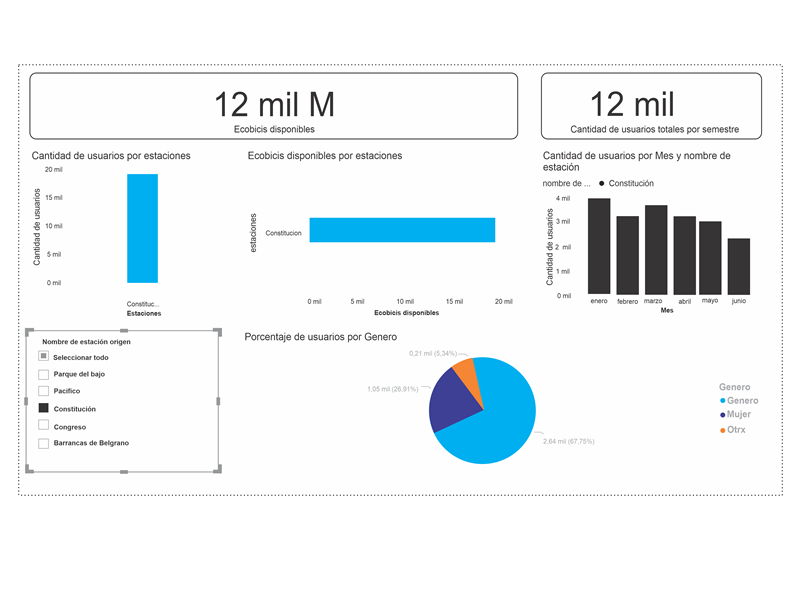 12 mil M
Ecobicis disponibles
12 mil
Cantidad de usuarios totales por semestre
Cantidad de usuarios por estaciones
20 mil
15 mil
10 mil
5 mil
0 mil
Cantidad de usuarios
Constituc...
Estaciones
Ecobicis disponibles por estaciones
estaciones
Constitucion
0 mil
5 mil
10 mil
15 mil
20 mil
Ecobicis disponibles
Cantidad de usuarios por Mes y nombre de
estación
nombre de ...
Constitución
4 mil
3 mil
2 mil
1 mil
0 mil
Cantidad de usuarios
enero
febrero
marzo
abril
mayo
junio
Mes
Nombre de estación origen
Seleccionar todo
Parque del bajo
Pacifico
Constitución
Congreso
Barrancas de Belgrano
Porcentaje de usuarios por Genero
0,21 mil (5,34%)
1,05 mil (26,91%)
2,64 mil (67,75%)
Genero
Genero
Mujer
Otrx